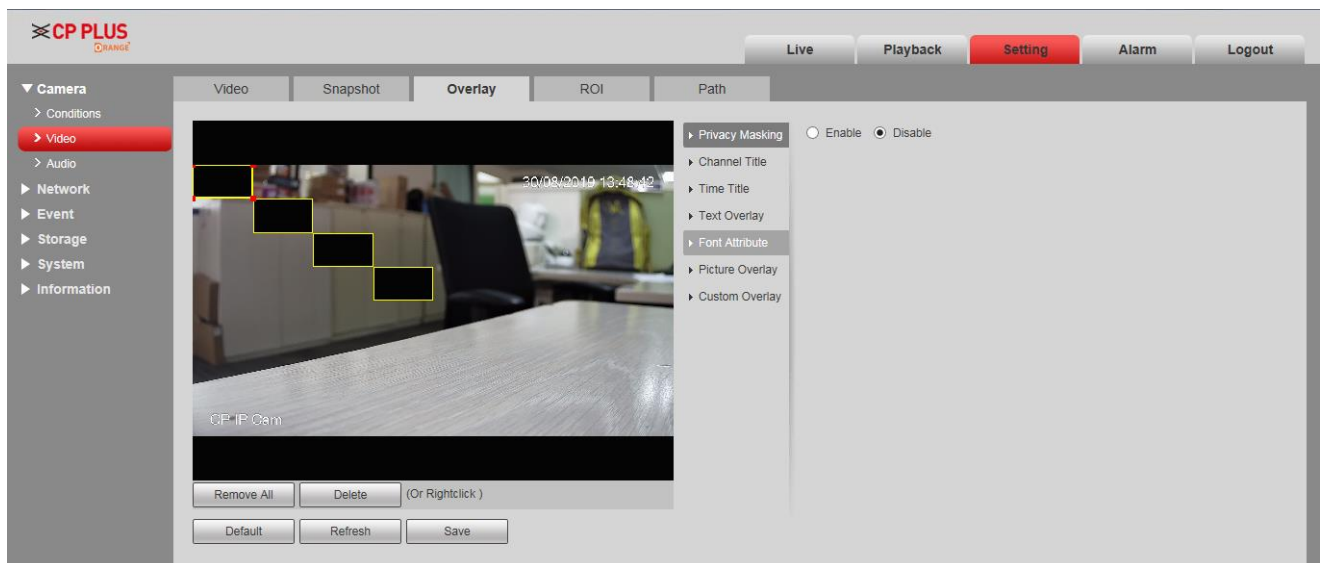 CP PLUS
ORANGE
Live Playback Setting Alarm Logout
Camera
Conditions
Video
Audio
Network
Event
Storage
System
Information
Video Snapshot Overlay ROI Path
30/08/2019 13:48:42
CP IP Cam
Privacy Masking
Channel Title
Time Title
Text Overlay
Font Attribute
Picture Overlay
Custom Overlay
Enable Disable
Remove All Delete (Or Rightclick )
Default Refresh Save